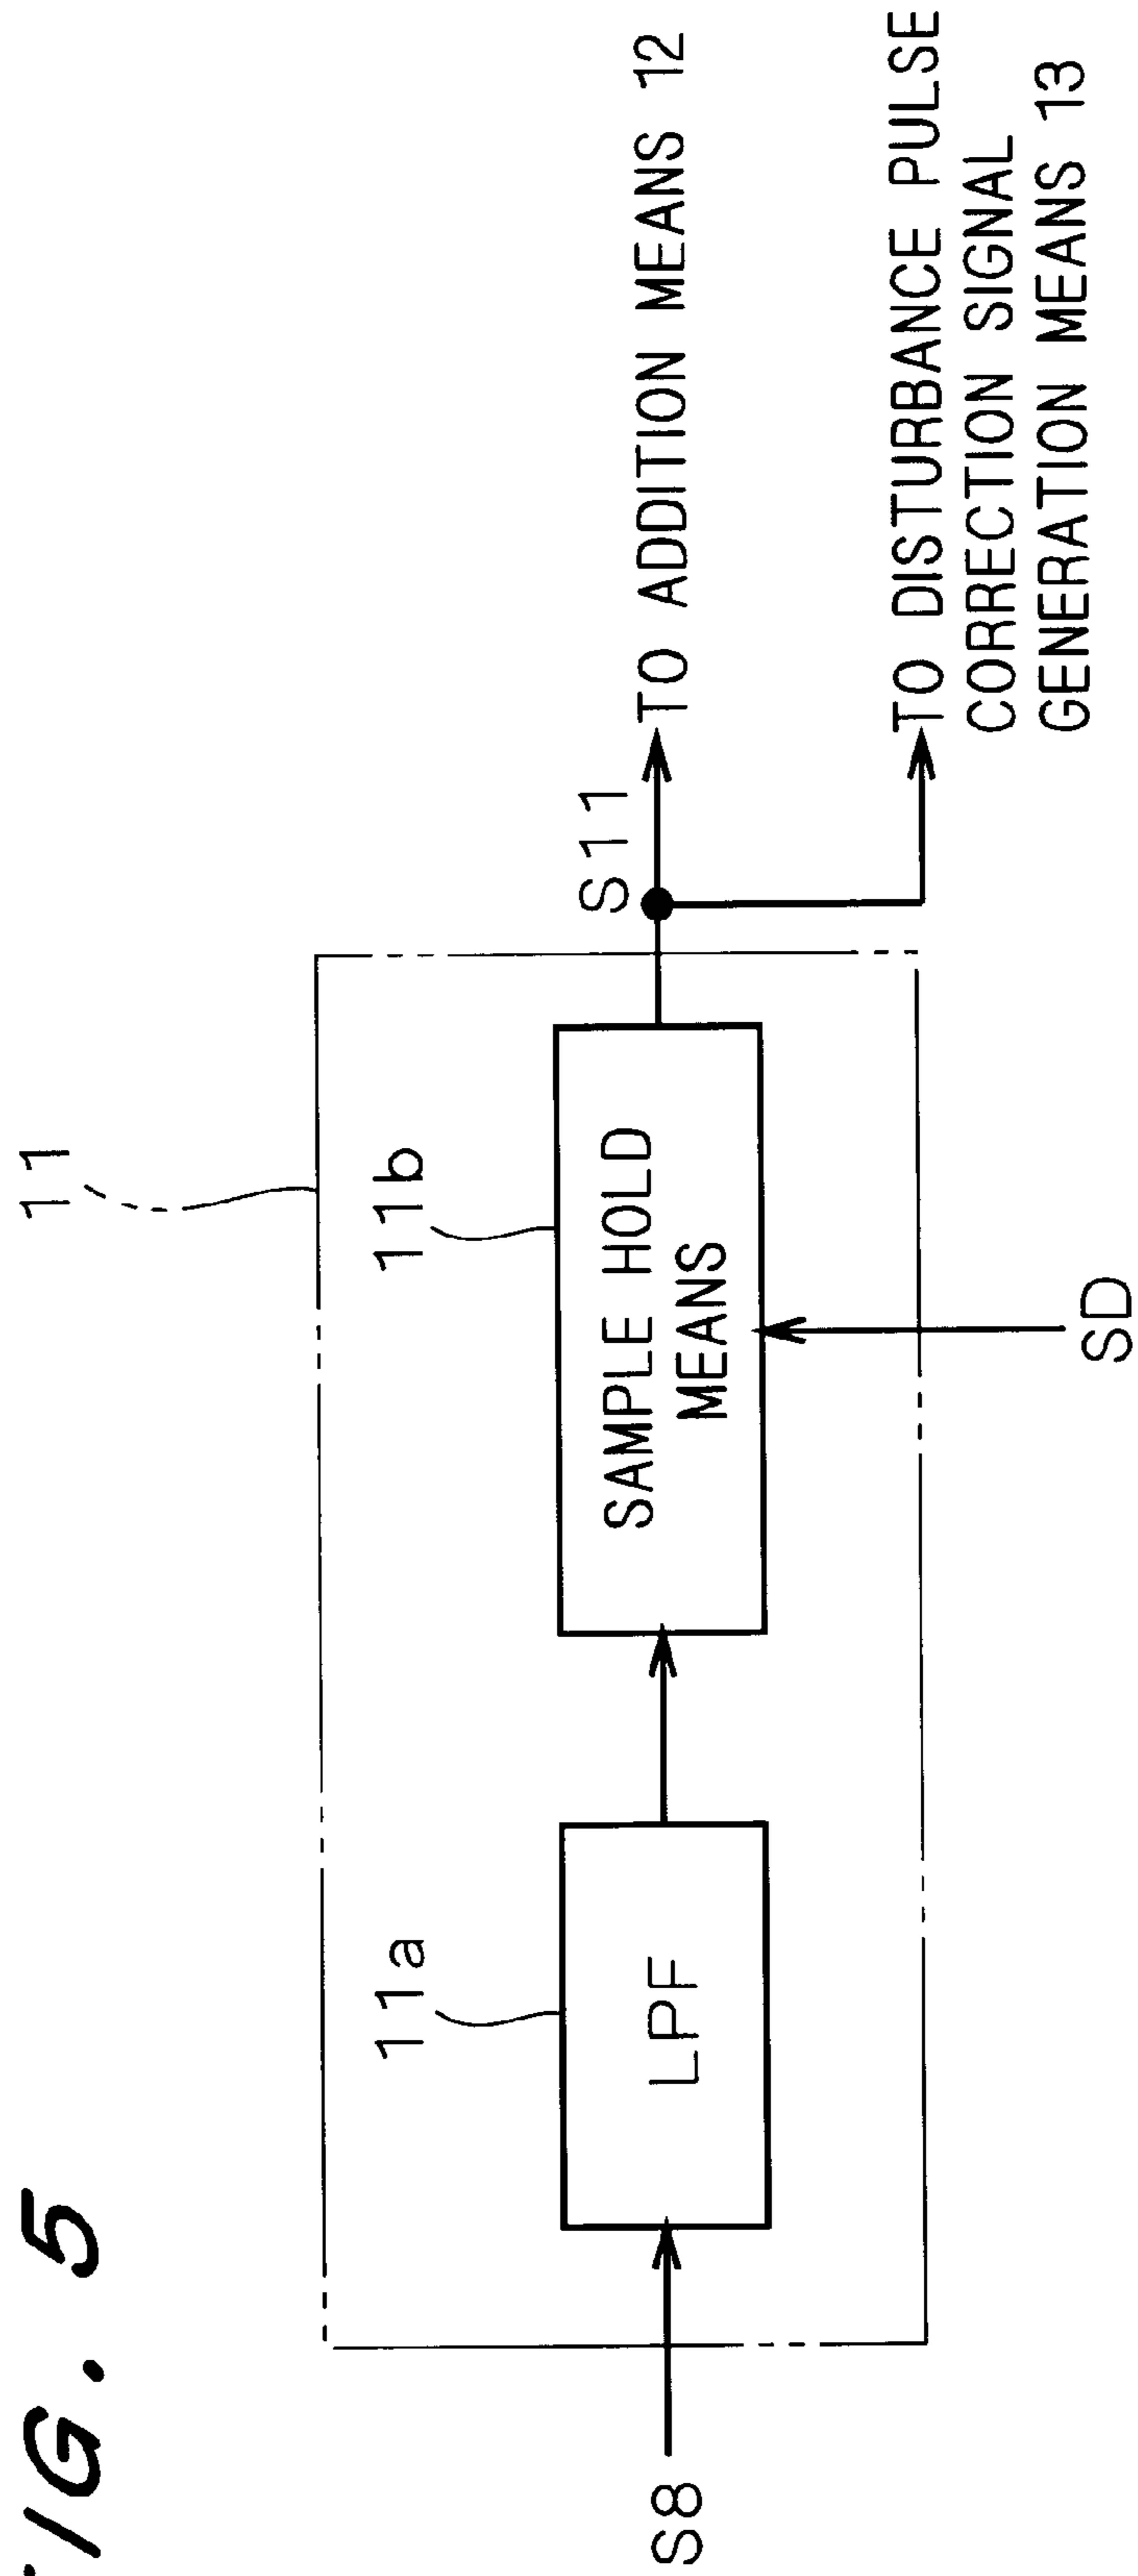 FIG. 5
11
11a
11b
S8
LPF
SAMPLE HOLD
MEANS
SD
S11
TO ADDITION MEANS 12
TO DISTURBANCE PULSE
CORRECTION SIGNAL
GENERATION MEANS 13